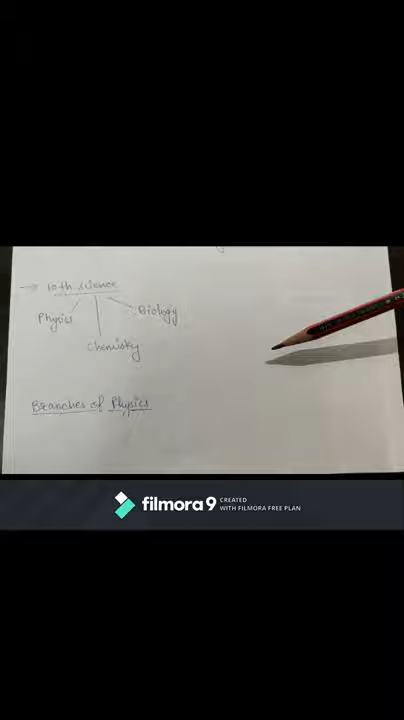 → 10th science
Physics
Biology
Chemistry
Branches of Physics
filmora 9
CREATED
WITH FILMORA FREE PLAN